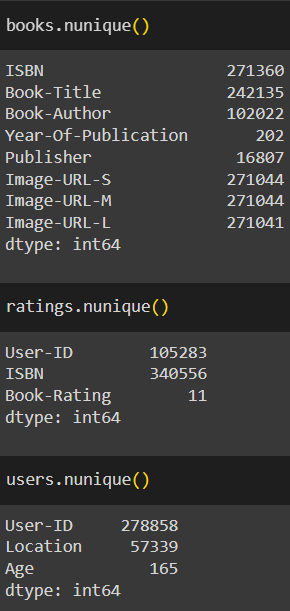 books.nunique()
ISBN 271360
Book-Title 242135
Book-Author 102022
Year-Of-Publication 202
Publisher 16807
Image-URL-S 271044
Image-URL-M 271044
Image-URL-L 271041
dtype: int64
ratings.nunique()
User-ID 105283
ISBN 340556
Book-Rating 11
dtype: int64
users.nunique()
User-ID 278858
Location 57339
Age 165
dtype: int64